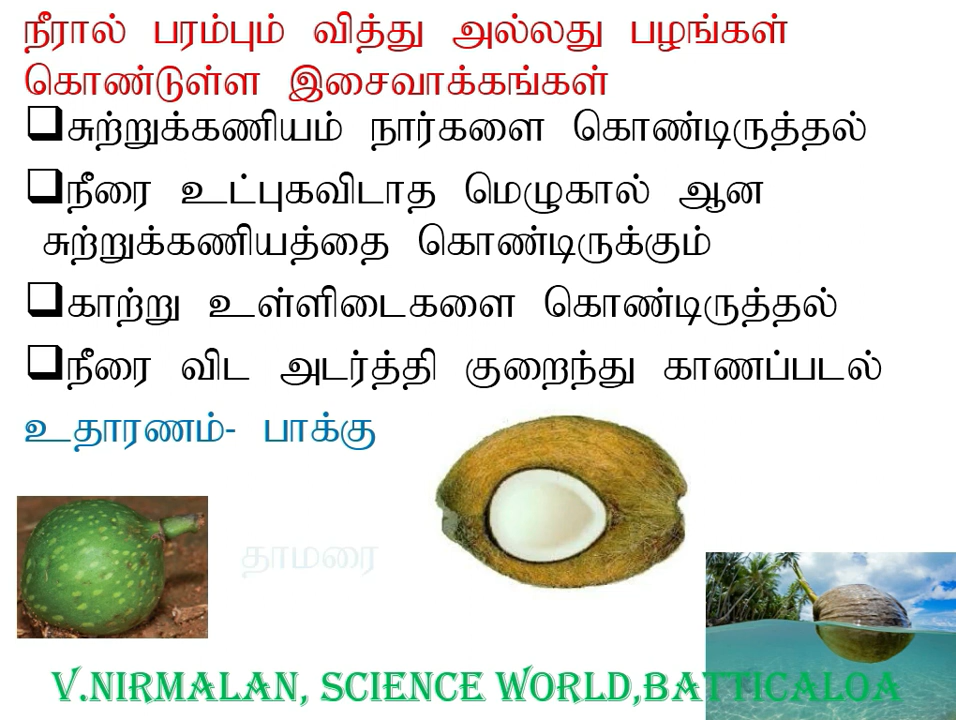 நீரால் பரம்பும் வித்து அல்லது பழங்கள்
கொண்டுள்ள இசைவாக்கங்கள்
❑சுற்றுக்கணியம் நார்களை கொண்டிருத்தல்
❑நீரை உட்புகவிடாத மெழுகால் ஆன
சுற்றுக்கணியத்தை கொண்டிருக்கும்
❑காற்று உள்ளிடைகளை கொண்டிருத்தல்
❑நீரை விட அடர்த்தி குறைந்து காணப்படல்
உதாரணம்- பாக்கு
தாமரை
V.NIRMALAN, SCIENCE WORLD,BATTICALOA